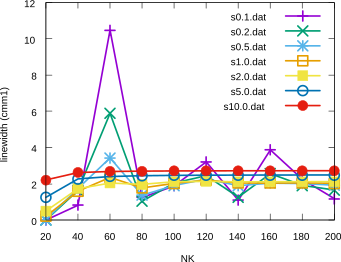 12
10
8
6
4
2
0
linewidth (cmm1)
s0.1.dat
s0.2.dat
s0.5.dat
s1.0.dat
s2.0.dat
s5.0.dat
s10.0.dat
20 40 60 80 100 120 140 160 180 200
NK